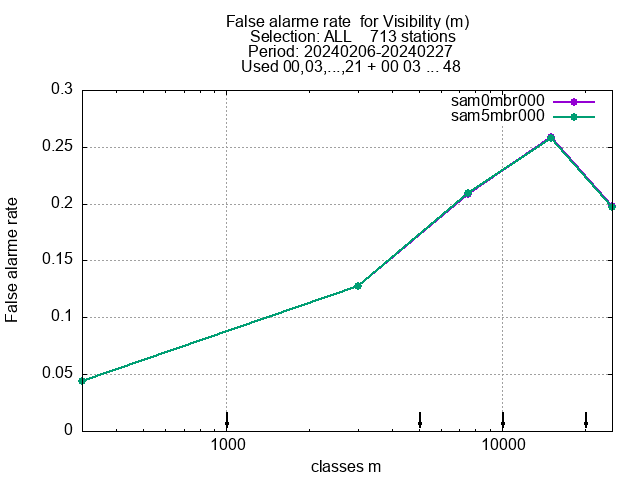 False alarme rate  for Visibility (m)
Selection: ALL    713 stations
Period: 20240206-20240227
Used 00,03,...,21 + 00 03 ... 48
sam0mbr000
sam5mbr000
0.3
0.25
0.2
0.15
0.1
0.05
0
False alarme rate
1000
10000
classes m